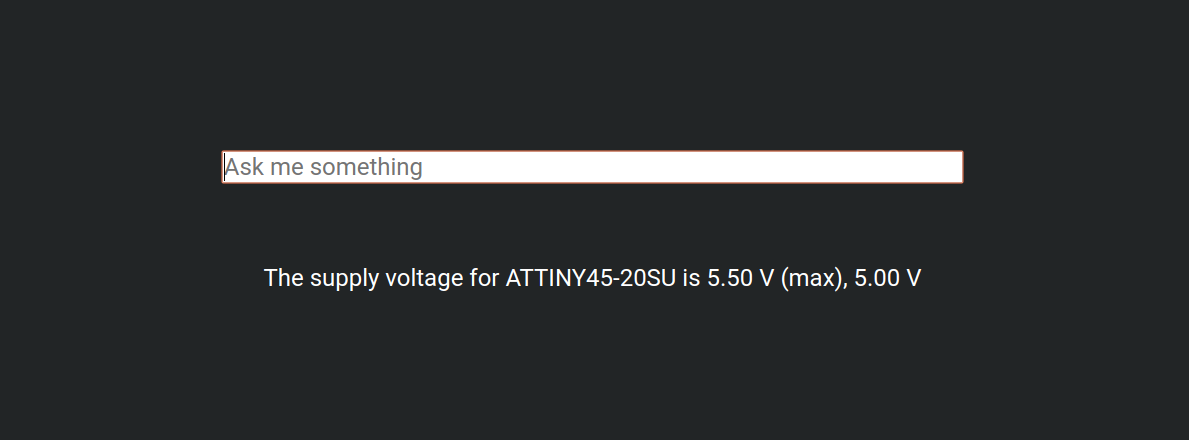 Ask me something
The supply voltage for ATTINY45-20SU is 5.50 V (max), 5.00 V